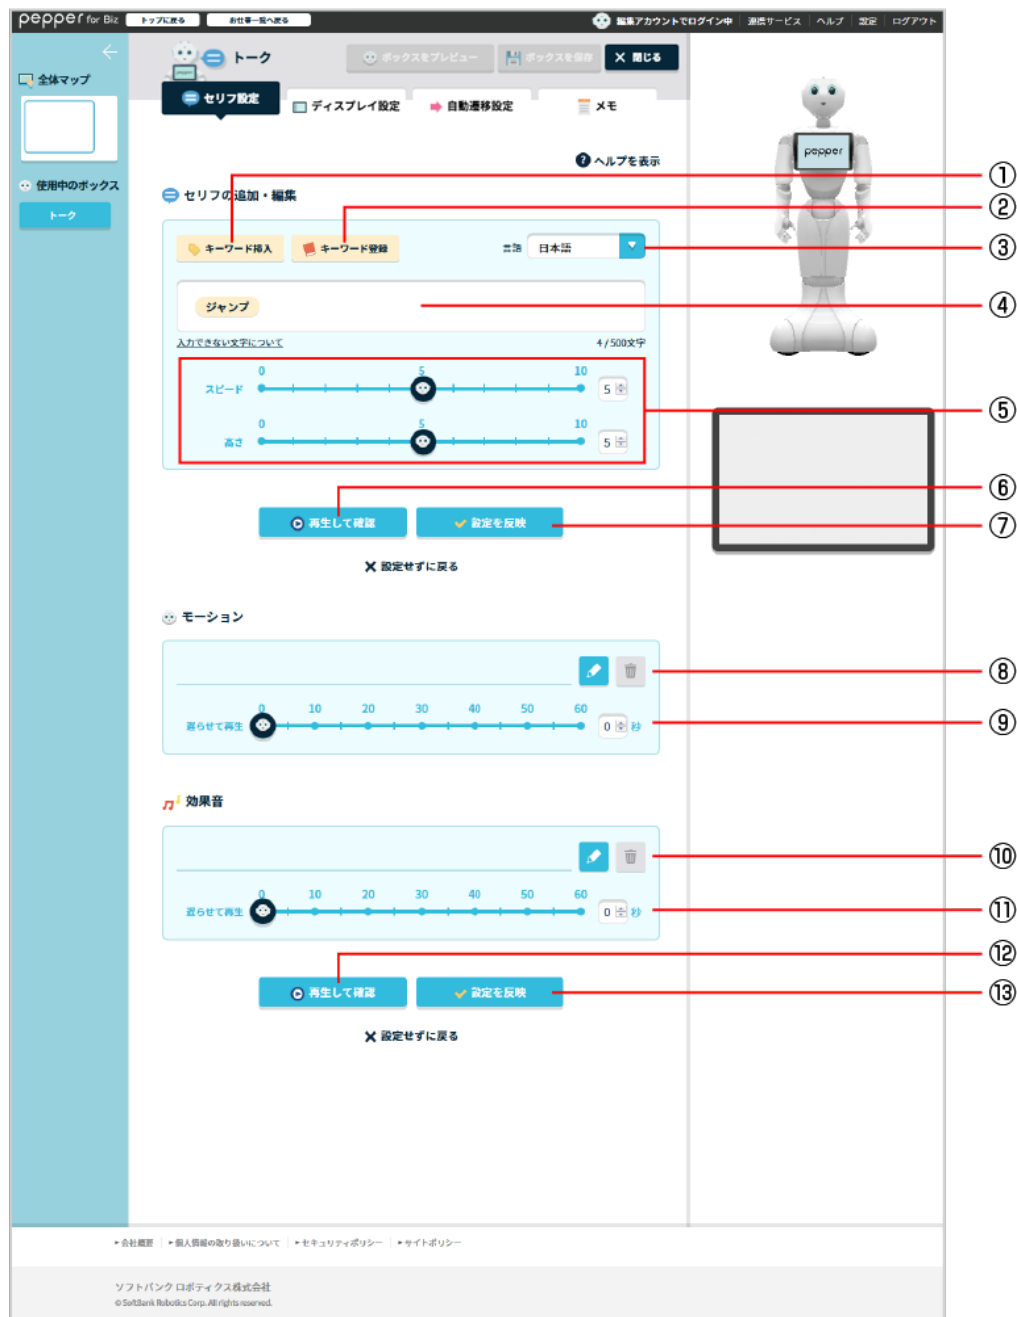 pepper for Biz トップに戻る お仕事一覧へ戻る 編集アカウントでログイン中 連携サービス ヘルプ 設定 ログアウト
全体マップ
使用中のボックス
トーク
トーク ボックスをプレビュー ボックスを保存 × 閉じる
セリフ設定 ディスプレイ設定 自動遷移設定 メモ
pepper
? ヘルプを表示
①
セリフの追加・編集
②
キーワード挿入 キーワード登録 言語 日本語 ③
ジャンプ ④
入力できない文字について 4 / 500文字
0 5 10
スピード 5
⑤
0 5 10
高さ 5
⑥
再生して確認 設定を反映 ⑦
× 設定せずに戻る
モーション
⑧
0 10 20 30 40 50 60
遅らせて再生 0 秒 ⑨
効果音
⑩
0 10 20 30 40 50 60
遅らせて再生 0 秒 ⑪
⑫
再生して確認 設定を反映 ⑬
× 設定せずに戻る
会社概要 個人情報の取り扱いについて セキュリティポリシー サイトポリシー
ソフトバンク ロボティクス株式会社
© SoftBank Robotics Corp. All rights reserved.